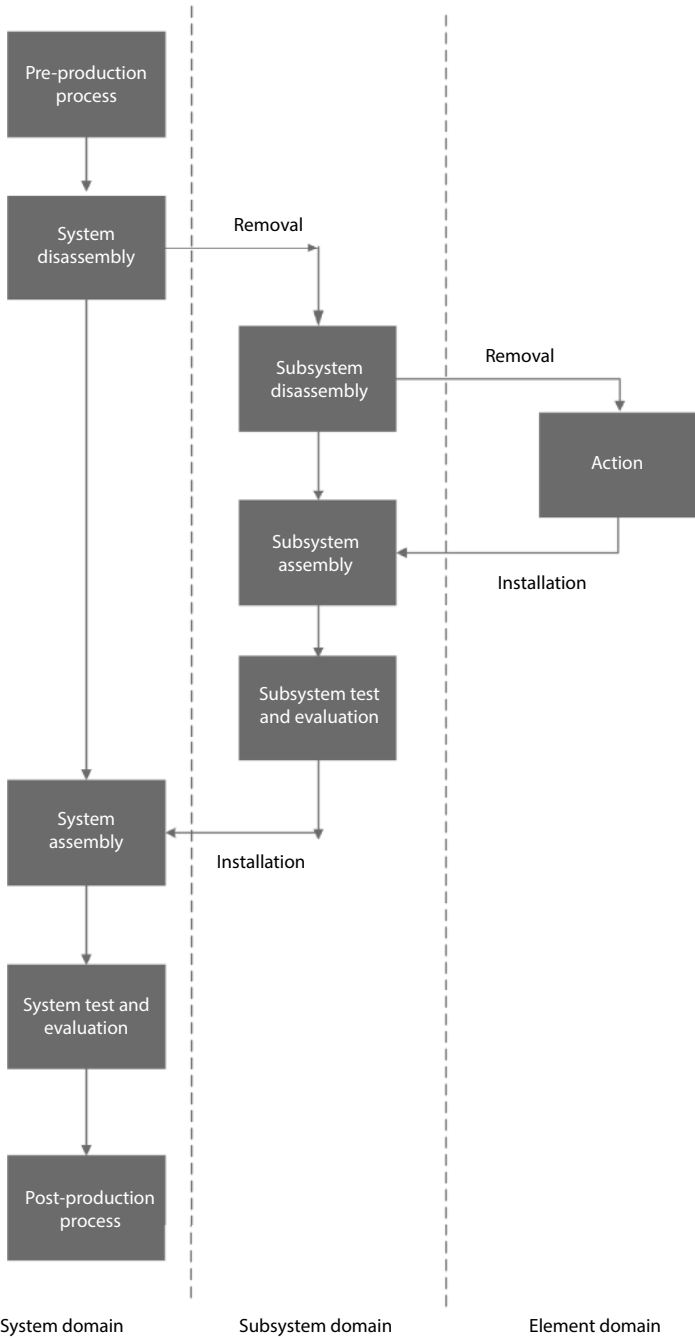 Pre-production
process
System
disassembly
Removal
Subsystem
disassembly
Removal
Action
Subsystem
assembly
Installation
Subsystem test
and evaluation
System
assembly
Installation
System test and
evaluation
Post-production
process
System domain
Subsystem domain
Element domain